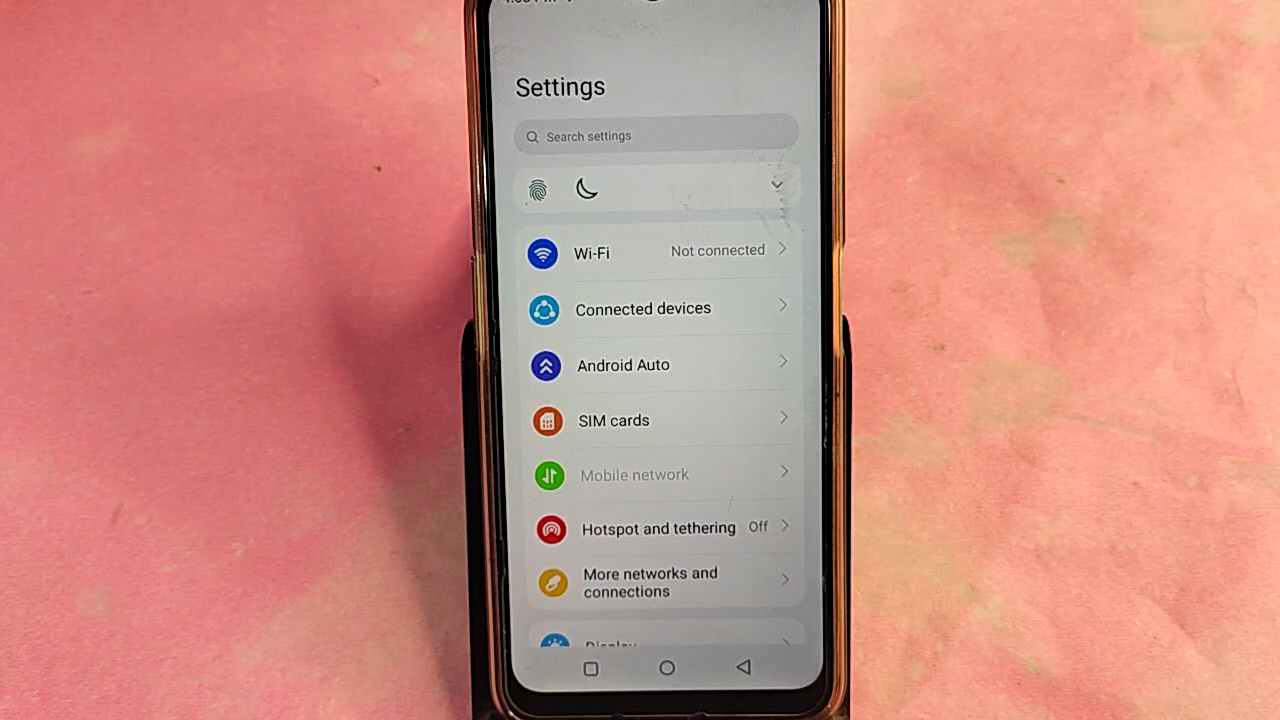 Settings
Search settings
Wi-Fi Not connected
Connected devices
Android Auto
SIM cards
Mobile network
Hotspot and tethering Off
More networks and
connections
Display